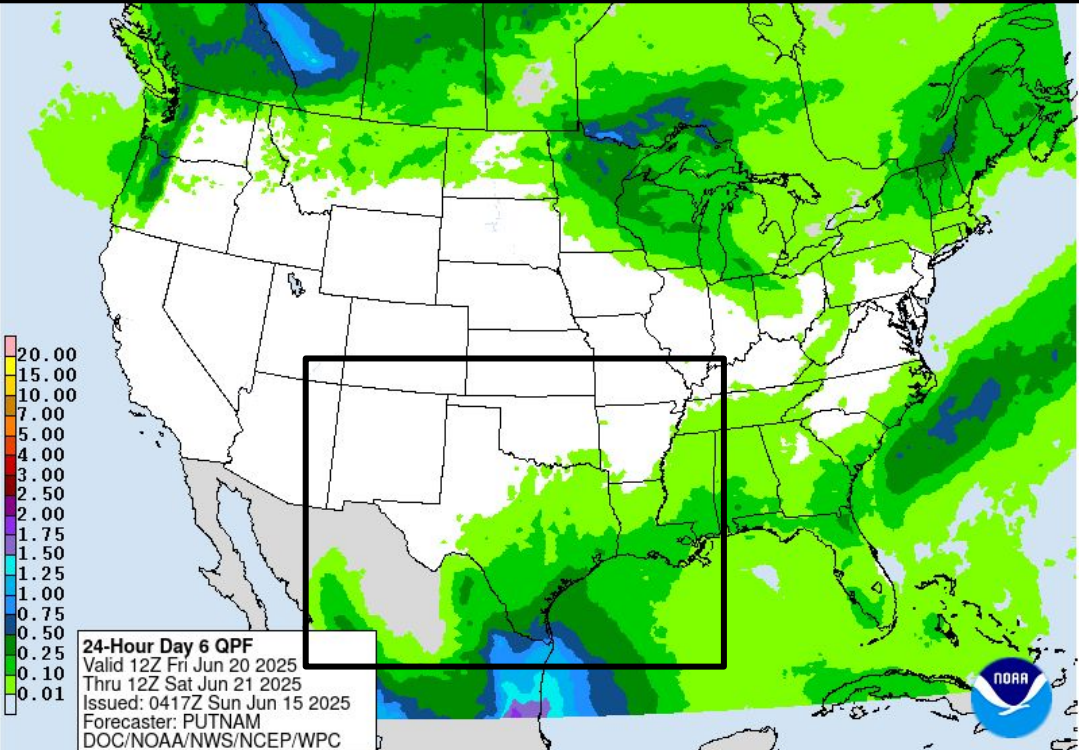 20.00
15.00
10.00
7.00
5.00
4.00
3.00
2.50
2.00
1.75
1.50
1.25
1.00
0.75
0.50
0.25
0.10
0.01
24-Hour Day 6 QPF
Valid 12Z Fri Jun 20 2025
Thru 12Z Sat Jun 21 2025
Issued: 0417Z Sun Jun 15 2025
Forecaster: PUTNAM
DOC/NOAA/NWS/NCEP/WPC
NOAA